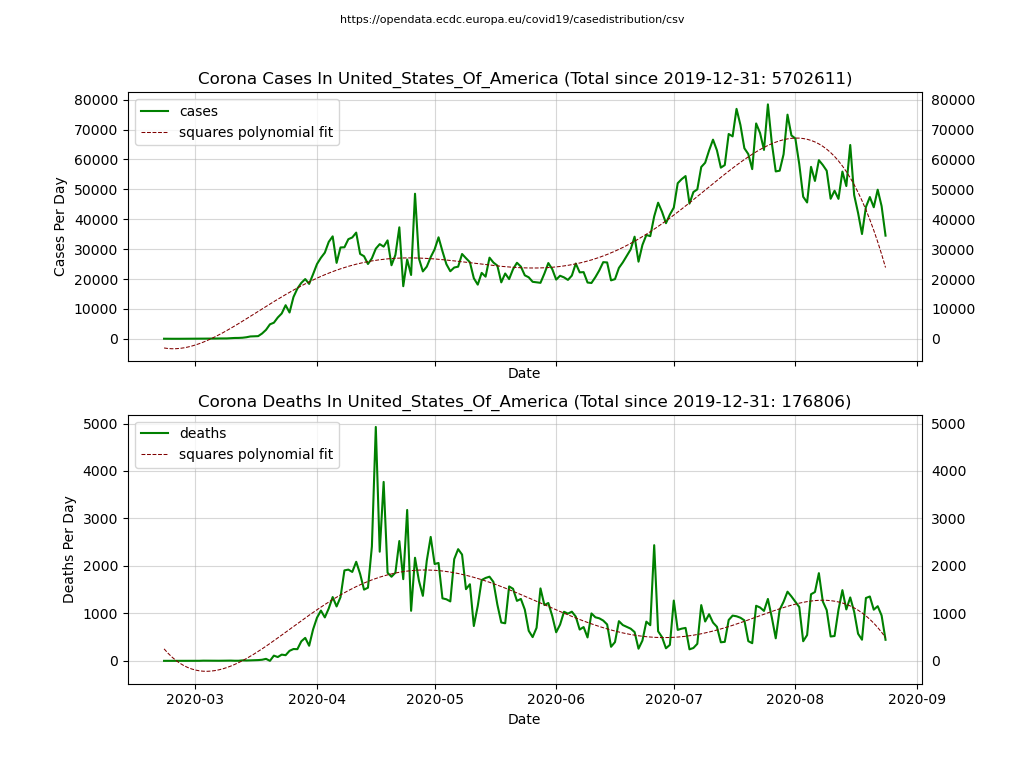 https://opendata.ecdc.europa.eu/covid19/casedistribution/csv
Corona Cases In United_States_Of_America (Total since 2019-12-31: 5702611)
cases
squares polynomial fit
Cases Per Day
80000
70000
60000
50000
40000
30000
20000
10000
0
80000
70000
60000
50000
40000
30000
20000
10000
0
Date
Corona Deaths In United_States_Of_America (Total since 2019-12-31: 176806)
deaths
squares polynomial fit
Deaths Per Day
5000
4000
3000
2000
1000
0
5000
4000
3000
2000
1000
0
2020-03 2020-04 2020-05 2020-06 2020-07 2020-08 2020-09
Date